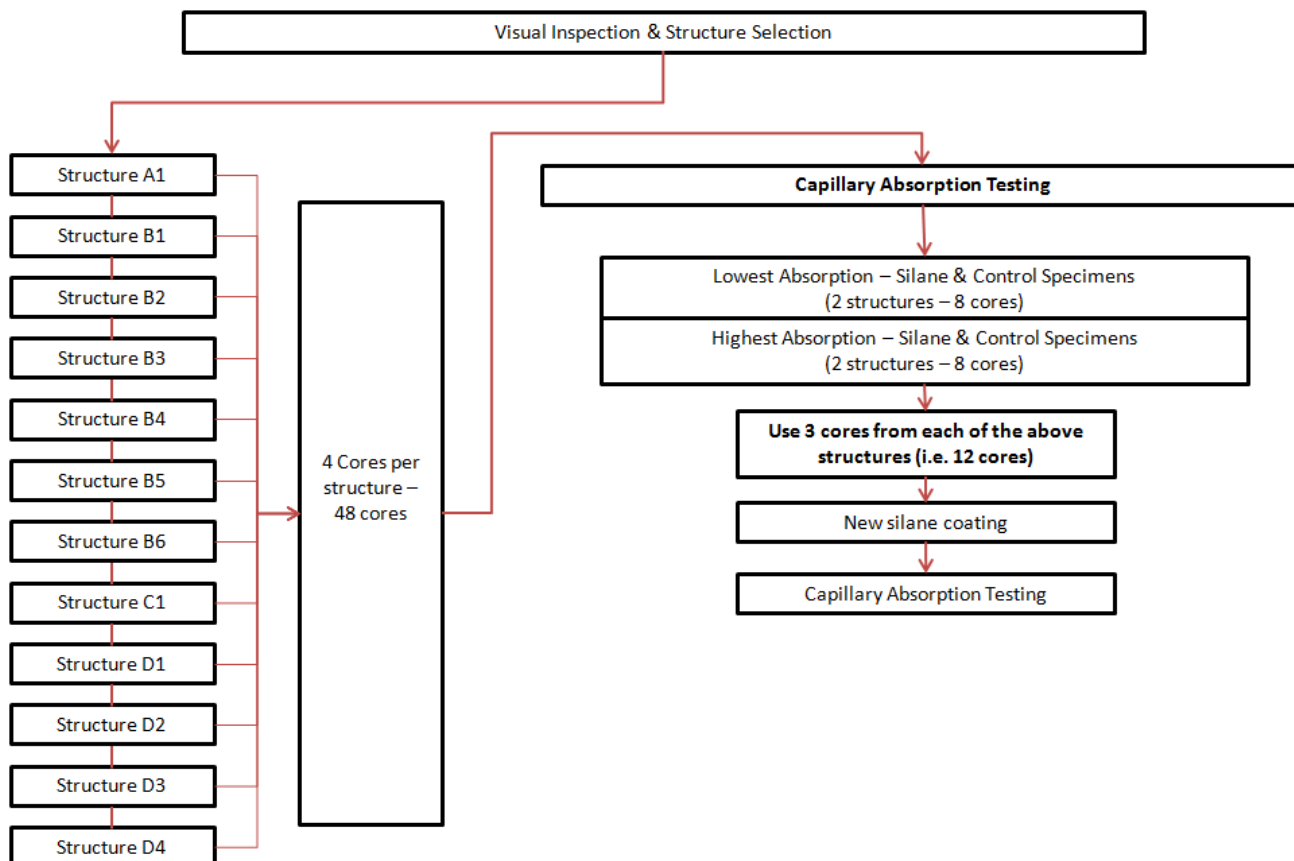 Visual Inspection & Structure Selection
Structure A1
Structure B1
Structure B2
Structure B3
Structure B4
Structure B5
Structure B6
Structure C1
Structure D1
Structure D2
Structure D3
Structure D4
4 Cores per
structure –
48 cores
Capillary Absorption Testing
Lowest Absorption – Silane & Control Specimens
(2 structures – 8 cores)
Highest Absorption – Silane & Control Specimens
(2 structures – 8 cores)
Use 3 cores from each of the above
structures (i.e. 12 cores)
New silane coating
Capillary Absorption Testing